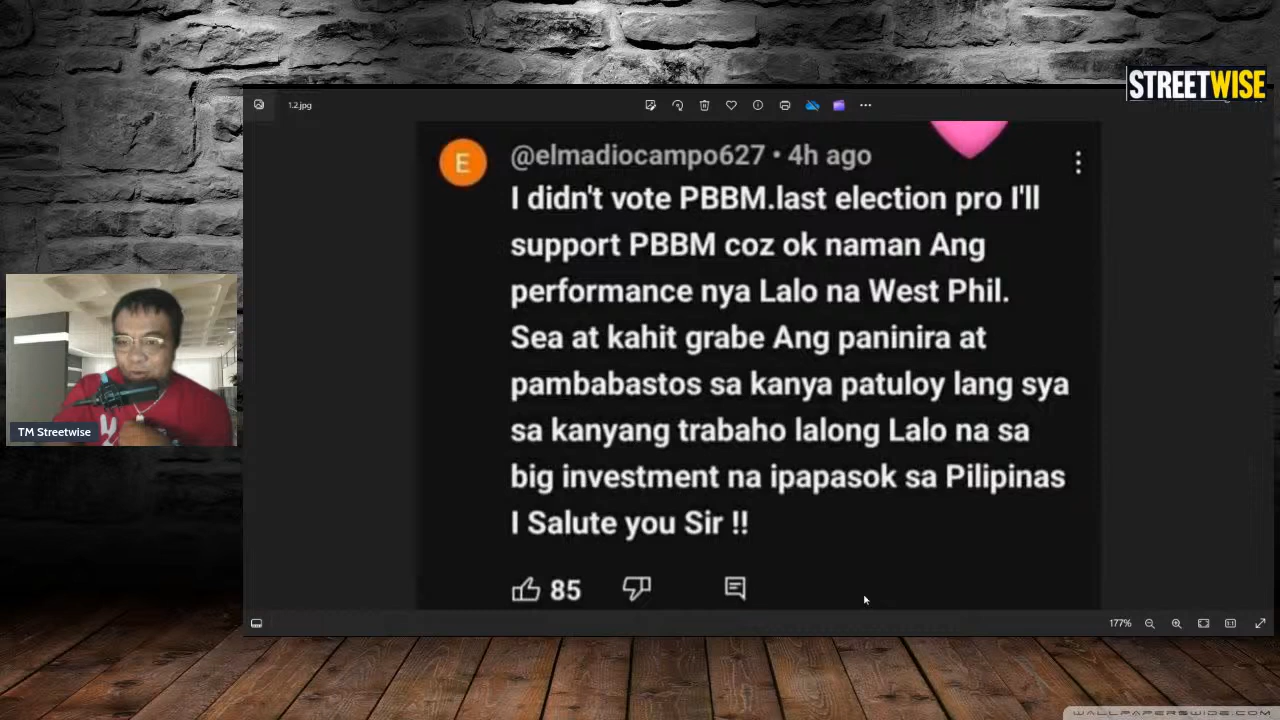 STREETWISE
1.2.jpg
E
@elmadiocampo627 • 4h ago
I didn't vote PBBM.last election pro I'll
support PBBM coz ok naman Ang
performance nya Lalo na West Phil.
Sea at kahit grabe Ang paninira at
pambabastos sa kanya patuloy lang sya
sa kanyang trabaho lalong Lalo na sa
big investment na ipapasok sa Pilipinas
I Salute you Sir !!
85
TM Streetwise
177%
WALLPAPERSWIDE.COM